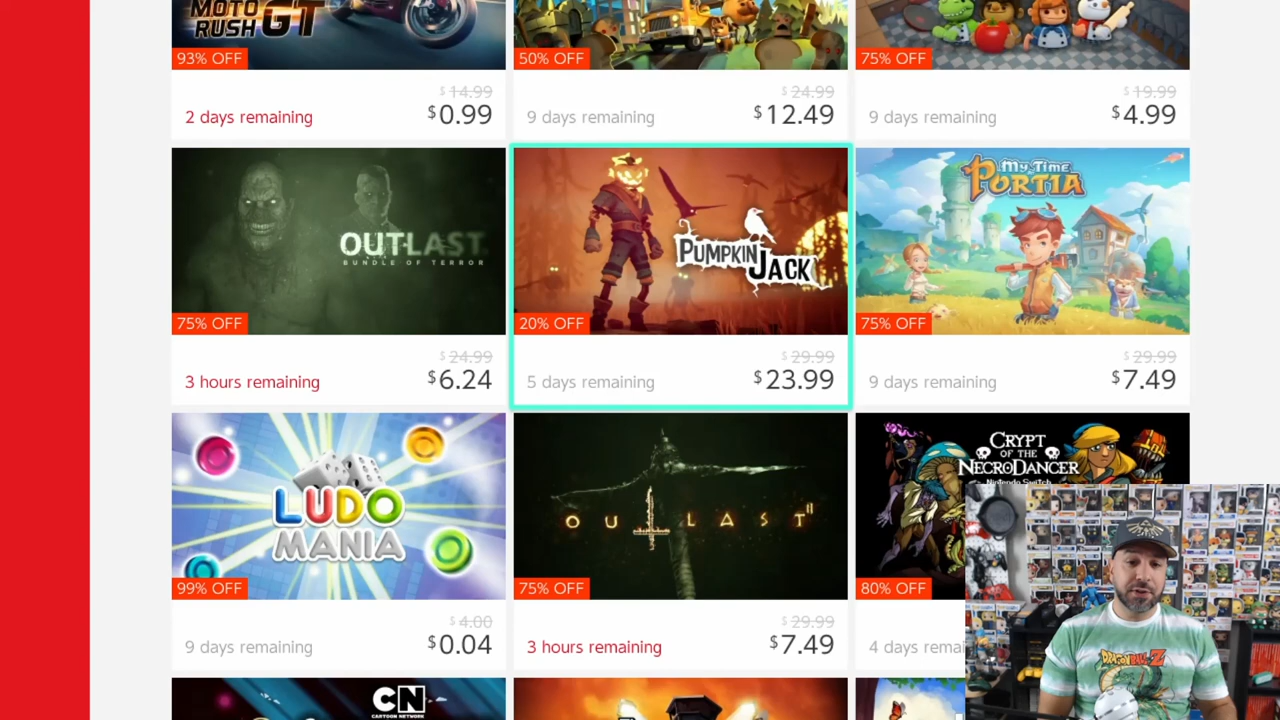 MOTO
RUSH GT
93% OFF
50% OFF
75% OFF
$14.99
2 days remaining
$0.99
$24.99
9 days remaining
$12.49
$19.99
9 days remaining
$4.99
OUTLAST
BUNDLE OF TERROR
75% OFF
PUMPKIN
JACK
20% OFF
My Time
PORTIA
75% OFF
$24.99
3 hours remaining
$6.24
$29.99
5 days remaining
$23.99
$29.99
9 days remaining
$7.49
LUDO
MANIA
99% OFF
OUTLAST II
75% OFF
CRYPT
OF THE
NECRODANCER
Nintendo Switch
80% OFF
$4.00
9 days remaining
$0.04
$29.99
3 hours remaining
$7.49
4 days remai
CN
CARTOON NETWORK
DRAGONBALL Z